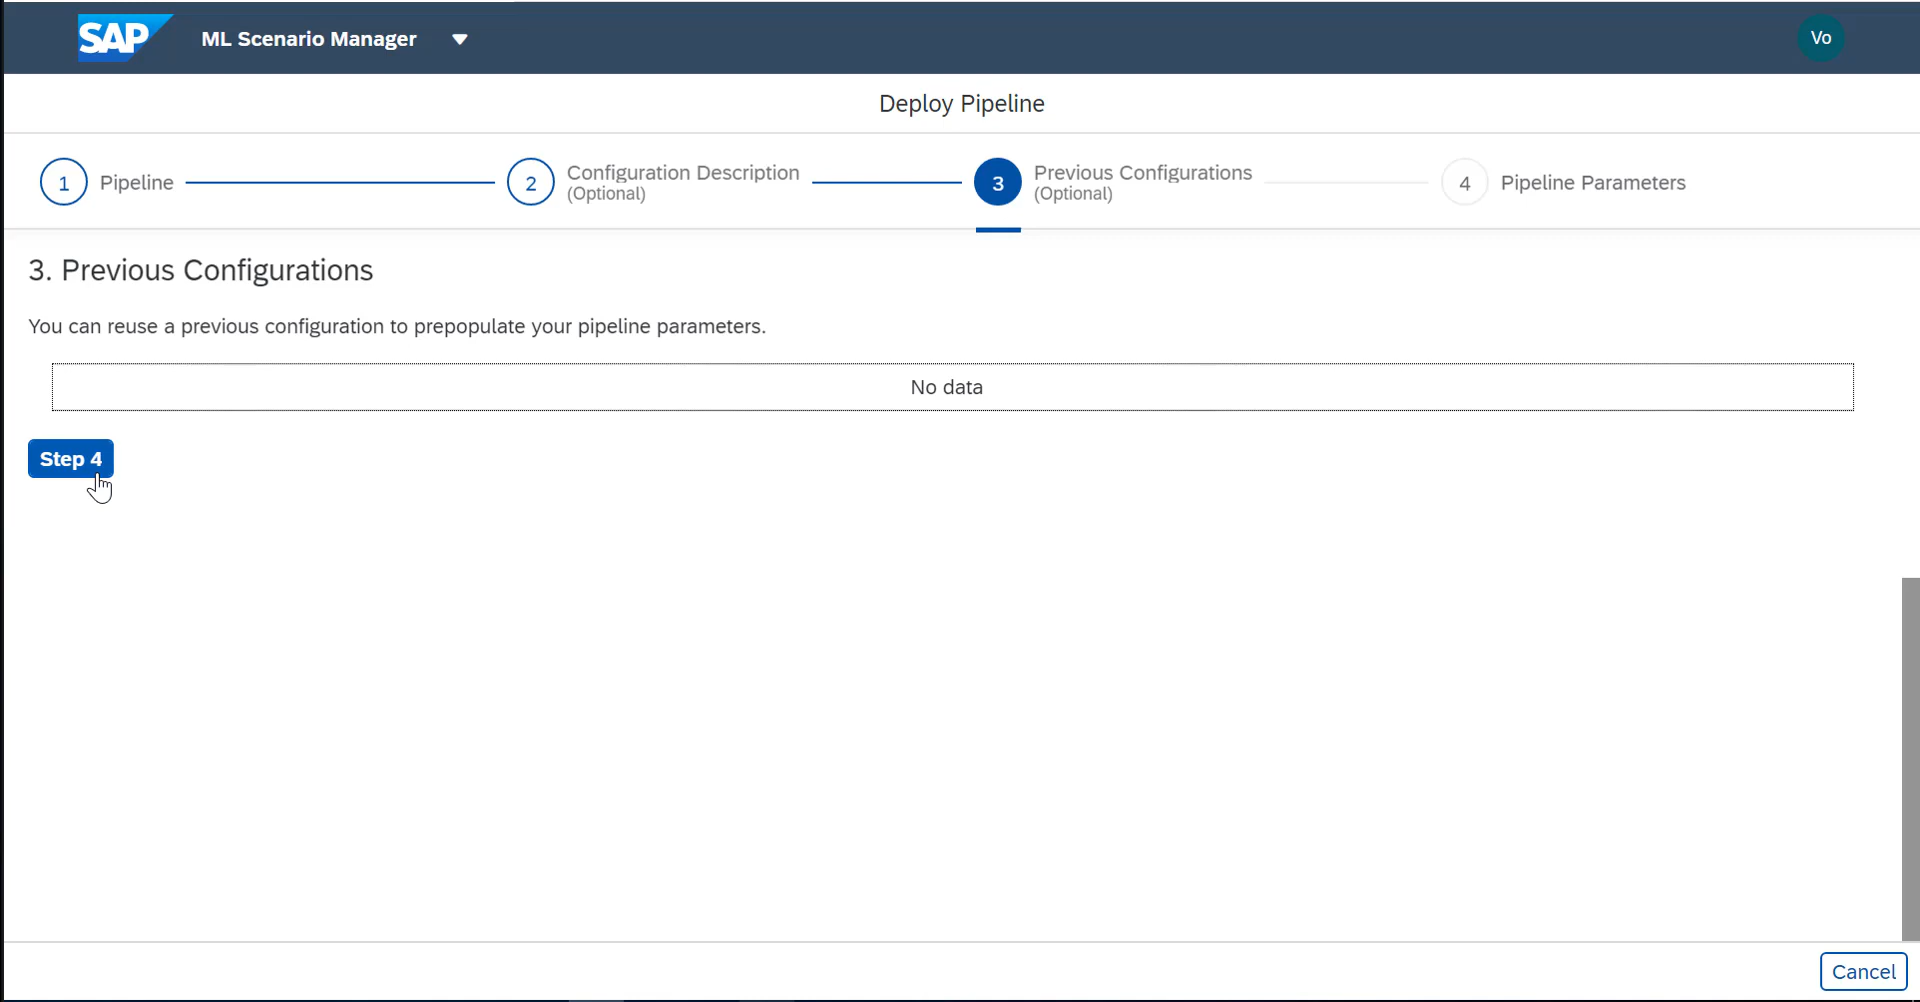 SAP ML Scenario Manager Vo
Deploy Pipeline
1 Pipeline 2 Configuration Description (Optional) 3 Previous Configurations (Optional) 4 Pipeline Parameters
3. Previous Configurations
You can reuse a previous configuration to prepopulate your pipeline parameters.
No data
Step 4
Cancel